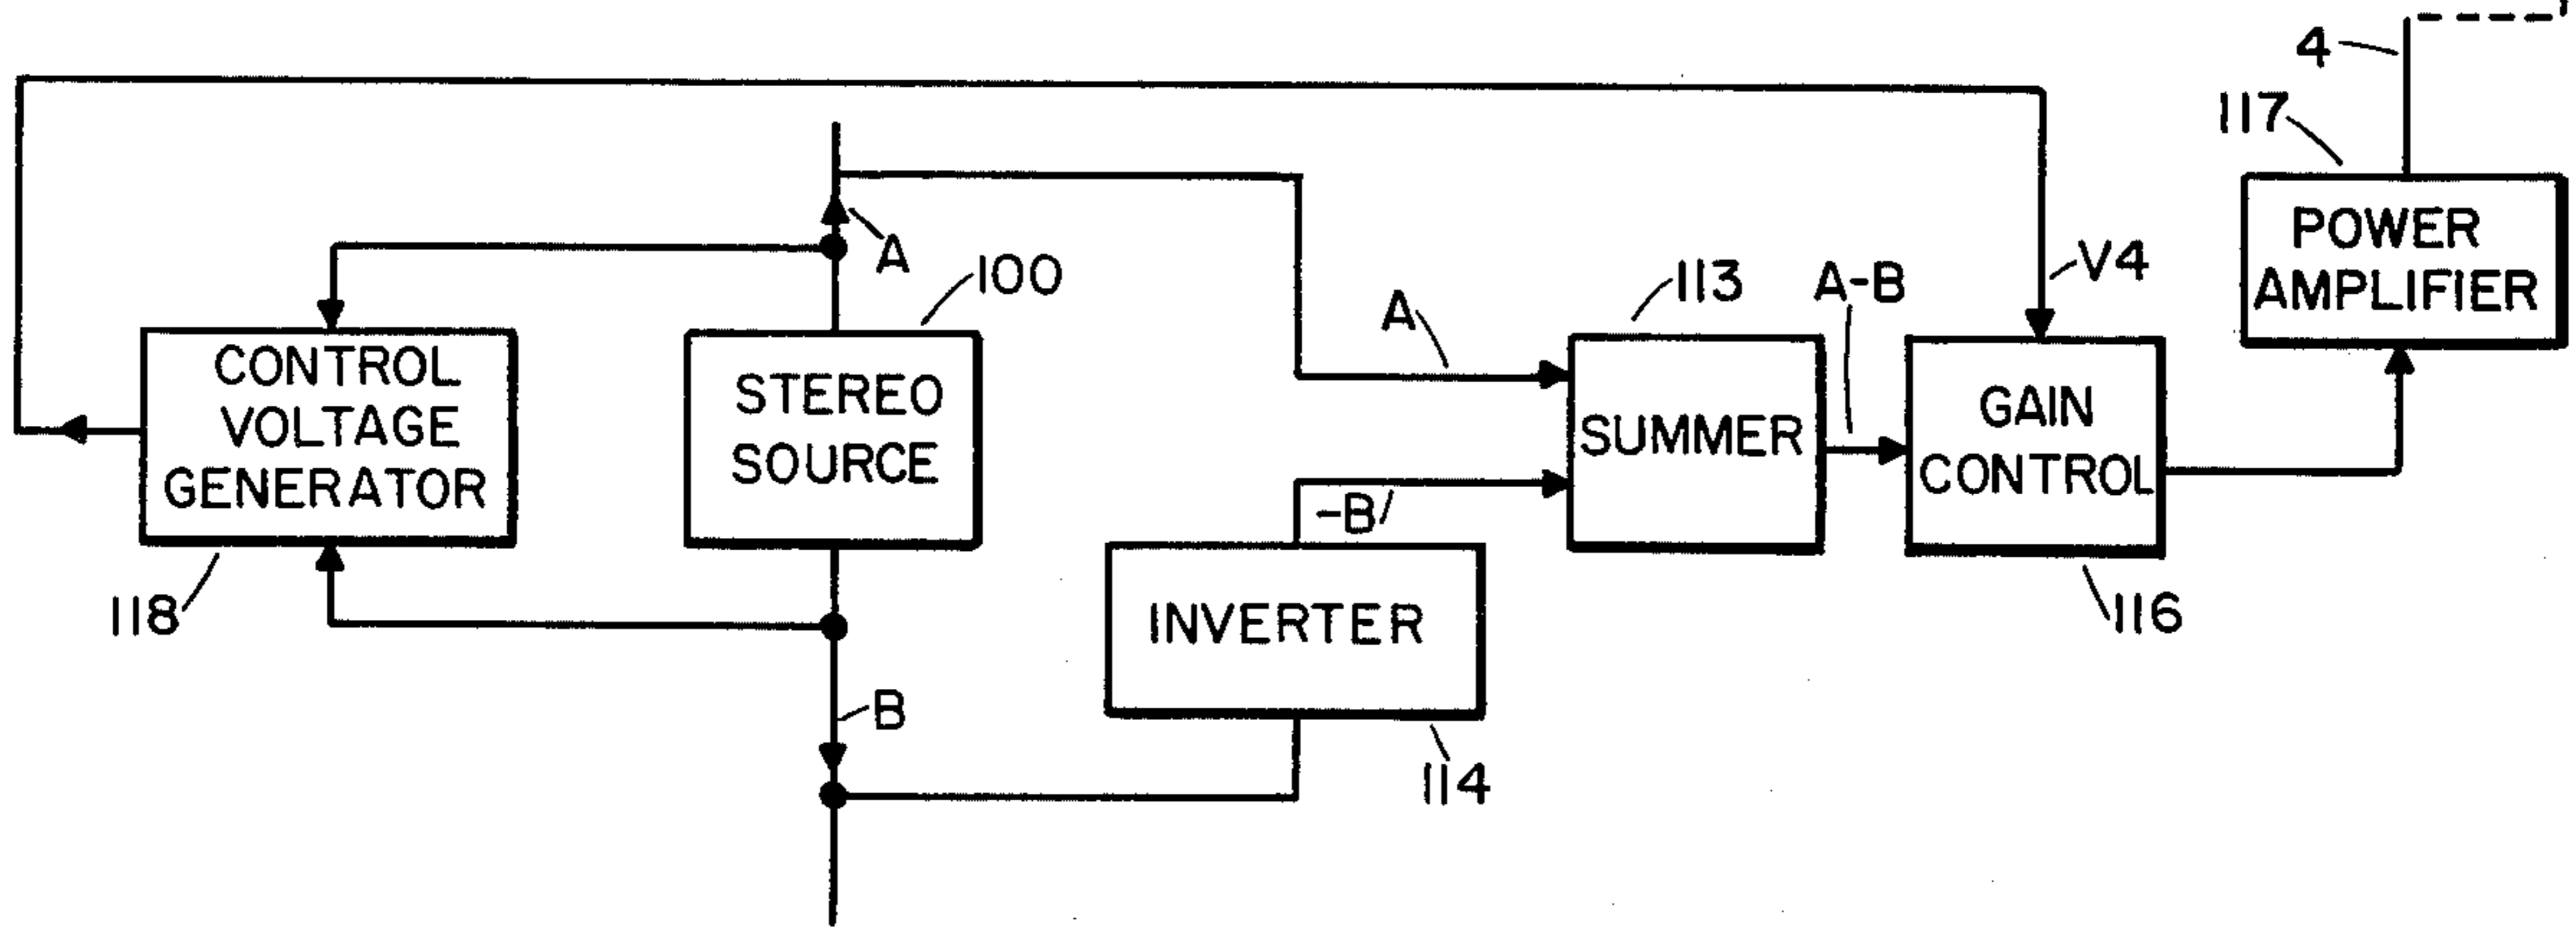 4
117
POWER
AMPLIFIER
A
100
113
A-B
V4
A
CONTROL
VOLTAGE
GENERATOR
STEREO
SOURCE
SUMMER
GAIN
CONTROL
-B
INVERTER
118
116
B
114